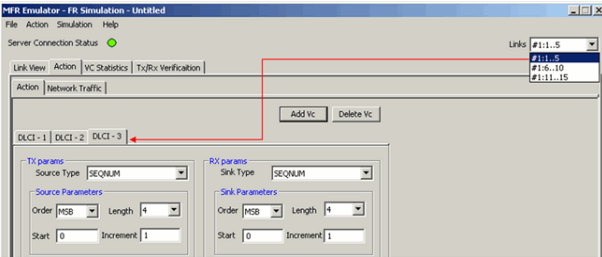 MFR Emulator - FR Simulation - Untitled
File Action Simulation Help
Server Connection Status Links #1:1..5
#1:1..5
#1:6..10
#1:11..15
Link View Action VC Statistics Tx/Rx Verificaition
Action Network Traffic
Add Vc Delete Vc
DLCI - 1 DLCI - 2 DLCI - 3
TX params RX params
Source Type SEQNUM Sink Type SEQNUM
Source Parameters Sink Parameters
Order MSB Length 4 Order MSB Length 4
Start 0 Increment 1 Start 0 Increment 1